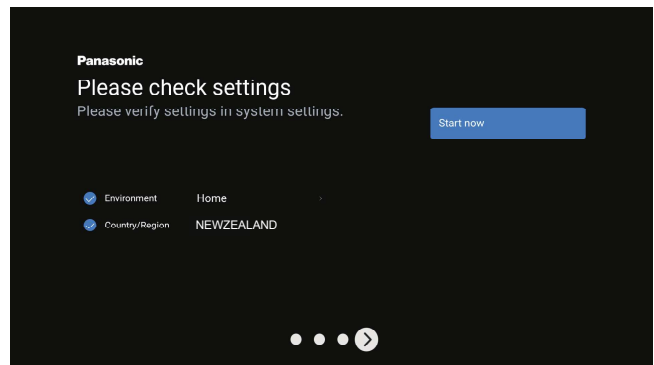 Panasonic
Please check settings
Please verify settings in system settings.
Start now
Environment Home
Country/Region NEWZEALAND